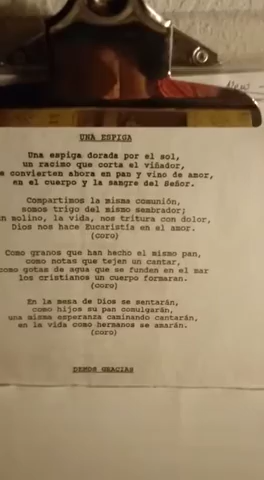 UNA ESPIGA
Una espiga dorada por el sol,
un racimo que corta el viñador,
e convierten ahora en pan y vino de amor,
en el cuerpo y la sangre del Señor.
Compartimos la misma comunión,
somos trigo del mismo sembrador;
un molino, la vida, nos tritura con dolor,
Dios nos hace Eucaristía en el amor.
(coro)
Como granos que han hecho el mismo pan,
como notas que tejen un cantar,
como gotas de agua que se funden en el mar
los cristianos un cuerpo formaran.
(coro)
En la mesa de Dios se sentarán,
como hijos su pan comulgarán,
una misma esperanza caminando cantarán,
en la vida como hermanos se amarán.
(coro)
DEMOS GRACIAS